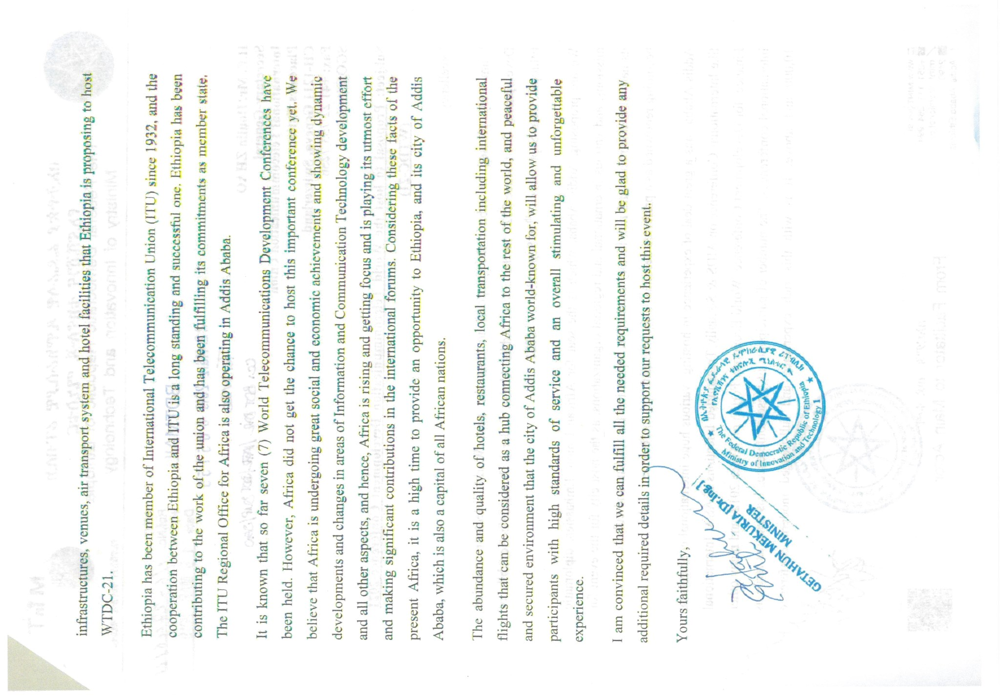 infrastructures, venues, air transport system and hotel facilities that Ethiopia is proposing to host
WTDC-21.
Ethiopia has been member of International Telecommunication Union (ITU) since 1932, and the
cooperation between Ethiopia and ITU is a long standing and successful one. Ethiopia has been
contributing to the work of the union and has been fulfilling its commitments as member state.
The ITU Regional Office for Africa is also operating in Addis Ababa.
It is known that so far seven (7) World Telecommunications Development Conferences have
been held. However, Africa did not get the chance to host this important conference yet. We
believe that Africa is undergoing great social and economic achievements and showing dynamic
developments and changes in areas of Information and Communication Technology development
and all other aspects, and hence, Africa is rising and getting focus and is playing its utmost effort
and making significant contributions in the international forums. Considering these facts of the
present Africa, it is a high time to provide an opportunity to Ethiopia, and its city of Addis
Ababa, which is also a capital of all African nations.
The abundance and quality of hotels, restaurants, local transportation including international
flights that can be considered as a hub connecting Africa to the rest of the world, and peaceful
and secured environment that the city of Addis Ababa world-known for, will allow us to provide
participants with high standards of service and an overall stimulating and unforgettable
experience.
I am convinced that we can fulfill all the needed requirements and will be glad to provide any
additional required details in order to support our requests to host this event.
Yours faithfully,
GETAHUN MEKURIA [Dr.Ing.]
MINISTER
በኢትዮጵያ ፌደራላዊ ዲሞክራሲያዊ ሪፐብሊክ
የኢኖቬሽንና ቴክኖሎጂ ሚኒስቴር
The Federal Democratic Republic of Ethiopia
Ministry of Innovation and Technology 1